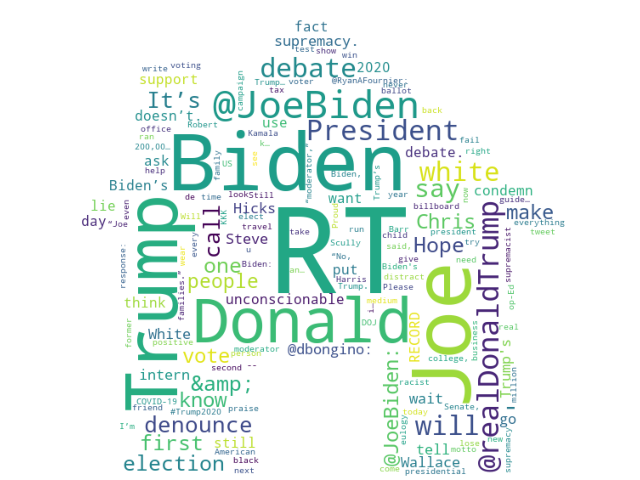 fact
supremacy.
test show win
debate 2020
write voting
support
It's
doesn't.
@JoeBiden
campaign
Trump… voter
tax
@RyanAFournier:
never
ballot
back
office
ran
Robert
Kamala
use
President
fail
200,00…
k…
debate.
right
ask
help
Biden
US
see
family
"moderator,"
Biden,
Trump's
white
Biden's
lie
de time
lookStill
want
year
say
now
condemn
guide…
day
"Joe
even
Will
every
call
Hicks
KKK
elect
RT
Proud
billboard
Chris
president
make
everything
tweet
Steve
travel
u
take
Scully
run
Barr
child
said,
Hope
try
supremacist
response:
Trump
families."
wear
one
Biden:
an…
"No,
put
Harris
Trump.
Biden's
give
distract
Please
need
Joe
@realDonaldTrump
op-Ed
people
think
unconscionable
medium
i…
DOJ
RECORD
college,
business
Trump's
real
former
positive
White
Donald
vote
moderator
person
second --
@dbongino:
intern
&amp;
@JoeBiden:
racist
wait
Senate,
million
-
COVID-19
friend
#Trump2020
praise
know
eulogy
today
will
go
I'm
denounce
first
still
American
tell
motto
lose
new
supremacy
election
black
next
come
Wallace
presidential